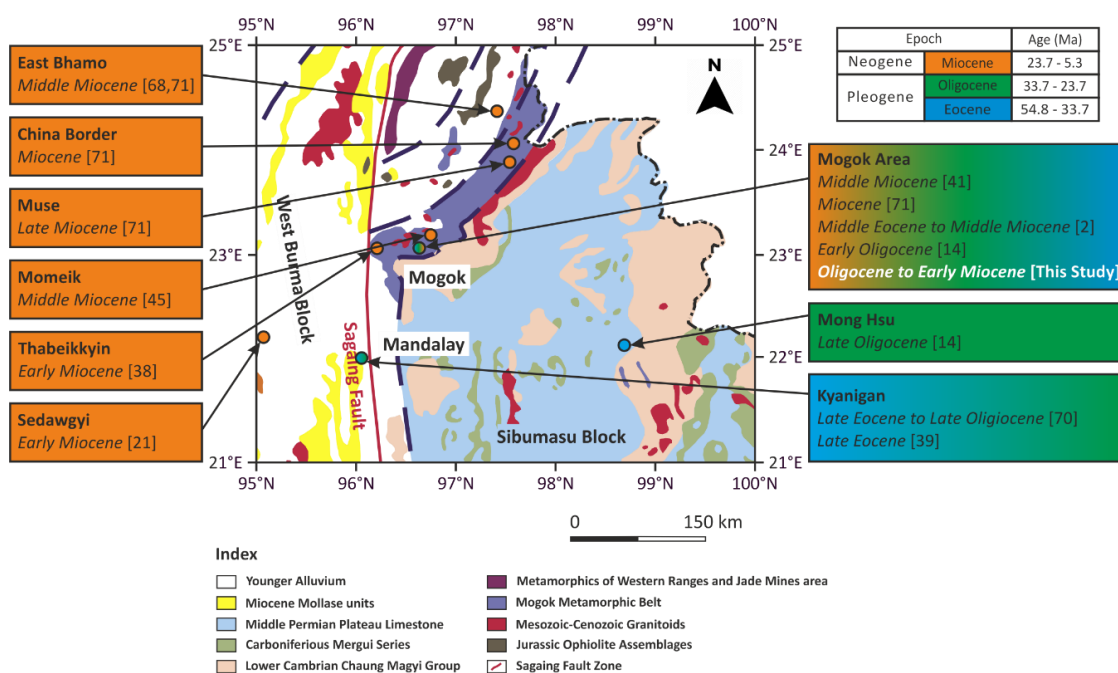 95°N 96°N 97°N 98°N 99°N 100°N
25°E
25°E
24°E
24°E
23°E
23°E
22°E
22°E
21°E
21°E
95°N 96°N 97°N 98°N 99°N 100°N
East Bhamo
Middle Miocene [68,71]
China Border
Miocene [71]
Muse
Late Miocene [71]
Momeik
Middle Miocene [45]
Thabeikkyin
Early Miocene [38]
Sedawgyi
Early Miocene [21]
N
West Burma Block
Sagaing Fault
Mogok
Mandalay
Sibumasu Block
Epoch Age (Ma)
Neogene Miocene 23.7 - 5.3
Pleogene Oligocene 33.7 - 23.7
Eocene 54.8 - 33.7
Mogok Area
Middle Miocene [41]
Miocene [71]
Middle Eocene to Middle Miocene [2]
Early Oligocene [14]
Oligocene to Early Miocene [This Study]
Mong Hsu
Late Oligocene [14]
Kyanigan
Late Eocene to Late Oligiocene [70]
Late Eocene [39]
0 150 km
Index
Younger Alluvium
Miocene Mollase units
Middle Permian Plateau Limestone
Carboniferious Mergui Series
Lower Cambrian Chaung Magyi Group
Metamorphics of Western Ranges and Jade Mines area
Mogok Metamorphic Belt
Mesozoic-Cenozoic Granitoids
Jurassic Ophiolite Assemblages
Sagaing Fault Zone